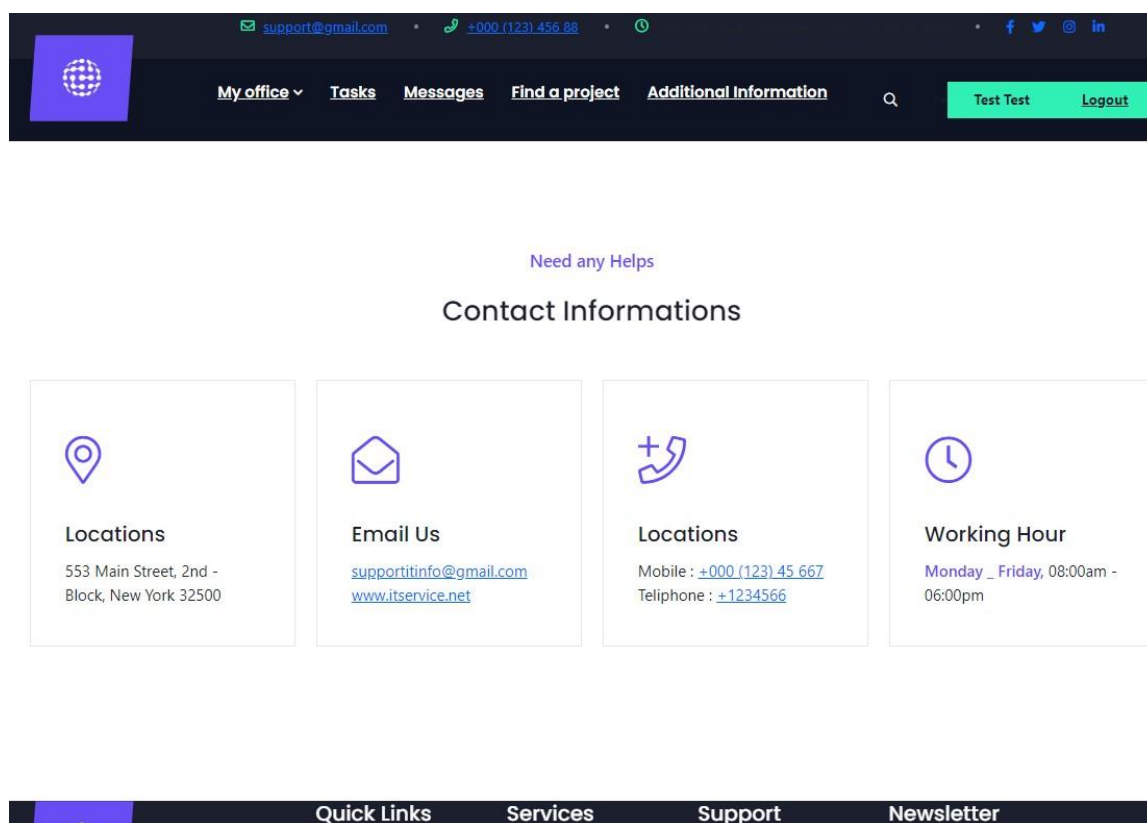 support@gmail.com • +000 (123) 456 88 •
My office Tasks Messages Find a project Additional Information Test Test Logout
Need any Helps
Contact Informations
Locations
553 Main Street, 2nd -
Block, New York 32500
Email Us
supportitinfo@gmail.com
www.itservice.net
Locations
Mobile : +000 (123) 45 667
Teliphone : +1234566
Working Hour
Monday _ Friday, 08:00am -
06:00pm
Quick Links Services Support Newsletter